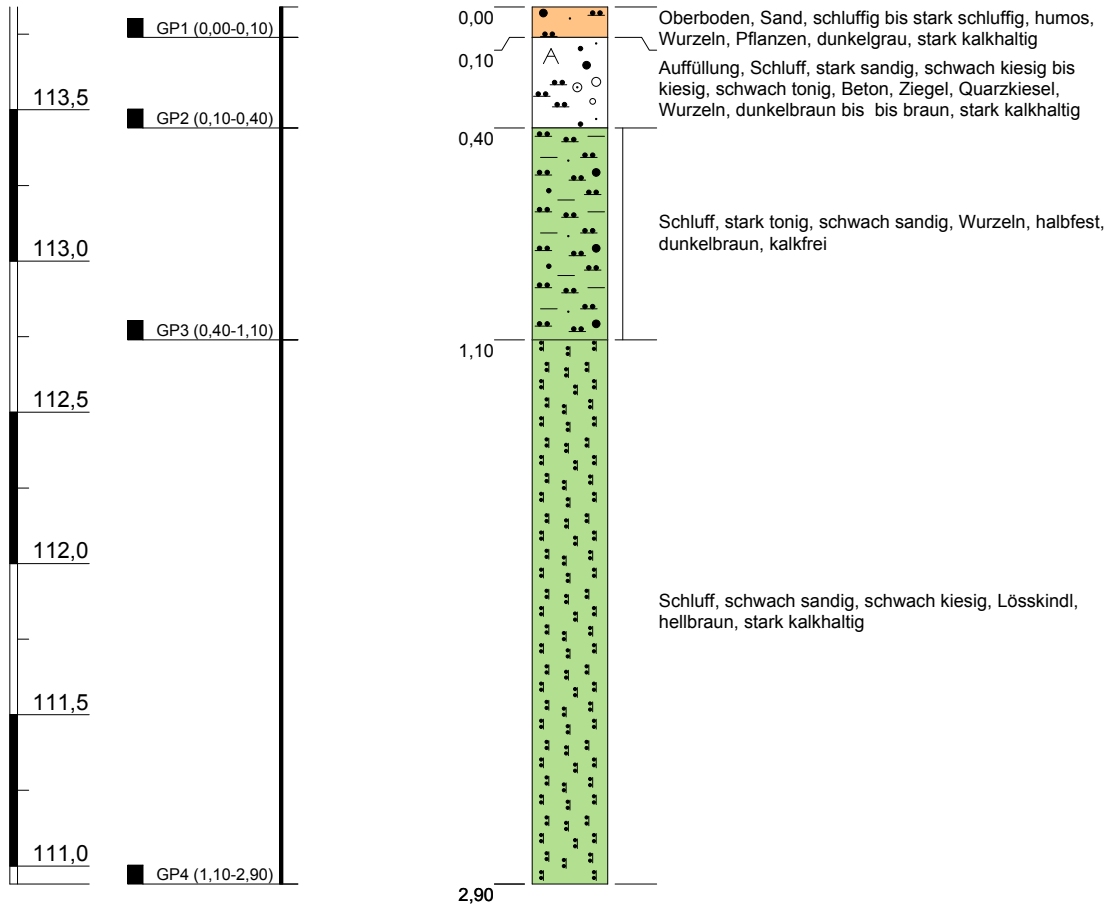 0,00
GP1 (0,00-0,10)
Oberboden, Sand, schluffig bis stark schluffig, humos,
Wurzeln, Pflanzen, dunkelgrau, stark kalkhaltig
0,10
Auffüllung, Schluff, stark sandig, schwach kiesig bis
kiesig, schwach tonig, Beton, Ziegel, Quarzkiesel,
Wurzeln, dunkelbraun bis  bis braun, stark kalkhaltig
A
113,5
GP2 (0,10-0,40)
0,40
Schluff, stark tonig, schwach sandig, Wurzeln, halbfest,
dunkelbraun, kalkfrei
113,0
GP3 (0,40-1,10)
1,10
112,5
112,0
Schluff, schwach sandig, schwach kiesig, Lösskindl,
hellbraun, stark kalkhaltig
111,5
111,0
GP4 (1,10-2,90)
2,90